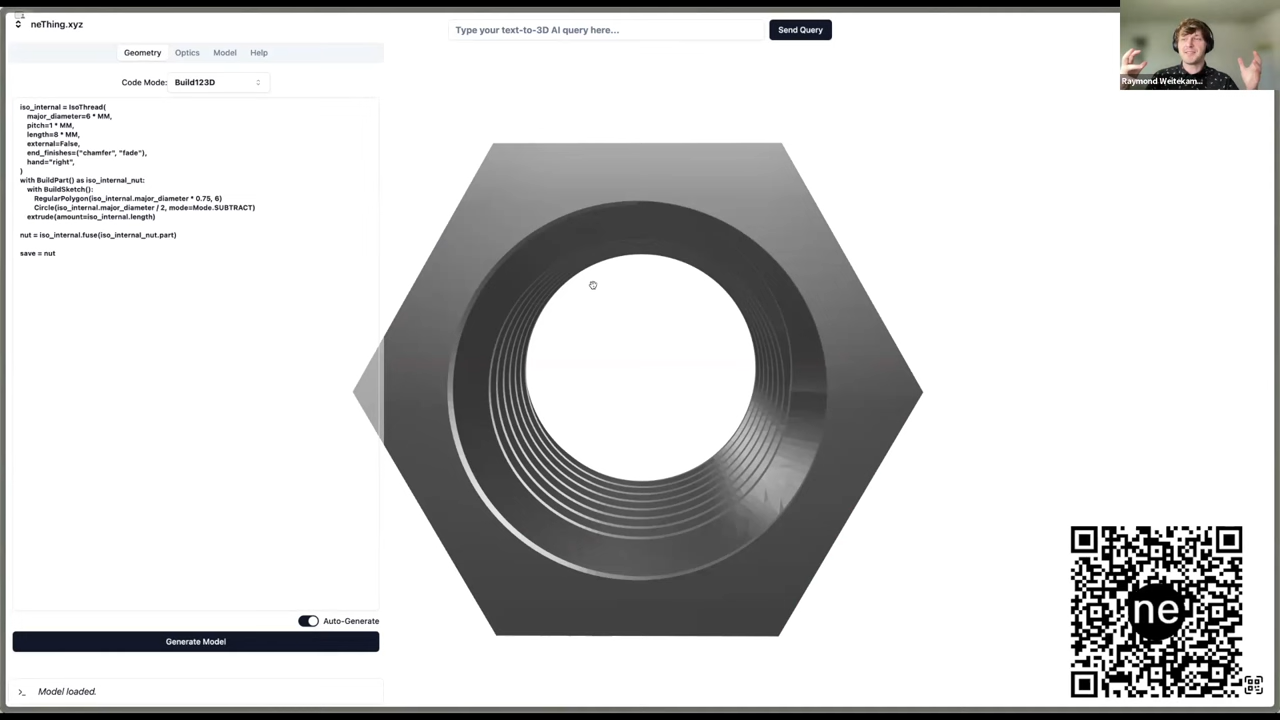 neThing.xyz
Type your text-to-3D AI query here...
Send Query
Raymond Weitekam...
Geometry
Optics
Model
Help
Code Mode: Build123D
iso_internal = IsoThread(
major_diameter=6 * MM,
pitch=1 * MM,
length=8 * MM,
external=False,
end_finishes=("chamfer", "fade"),
hand="right",
)
with BuildPart() as iso_internal_nut:
with BuildSketch():
RegularPolygon(iso_internal.major_diameter * 0.75, 6)
Circle(iso_internal.major_diameter / 2, mode=Mode.SUBTRACT)
extrude(amount=iso_internal.length)
nut = iso_internal.fuse(iso_internal_nut.part)
save = nut
Auto-Generate
Generate Model
>_ Model loaded.
ne